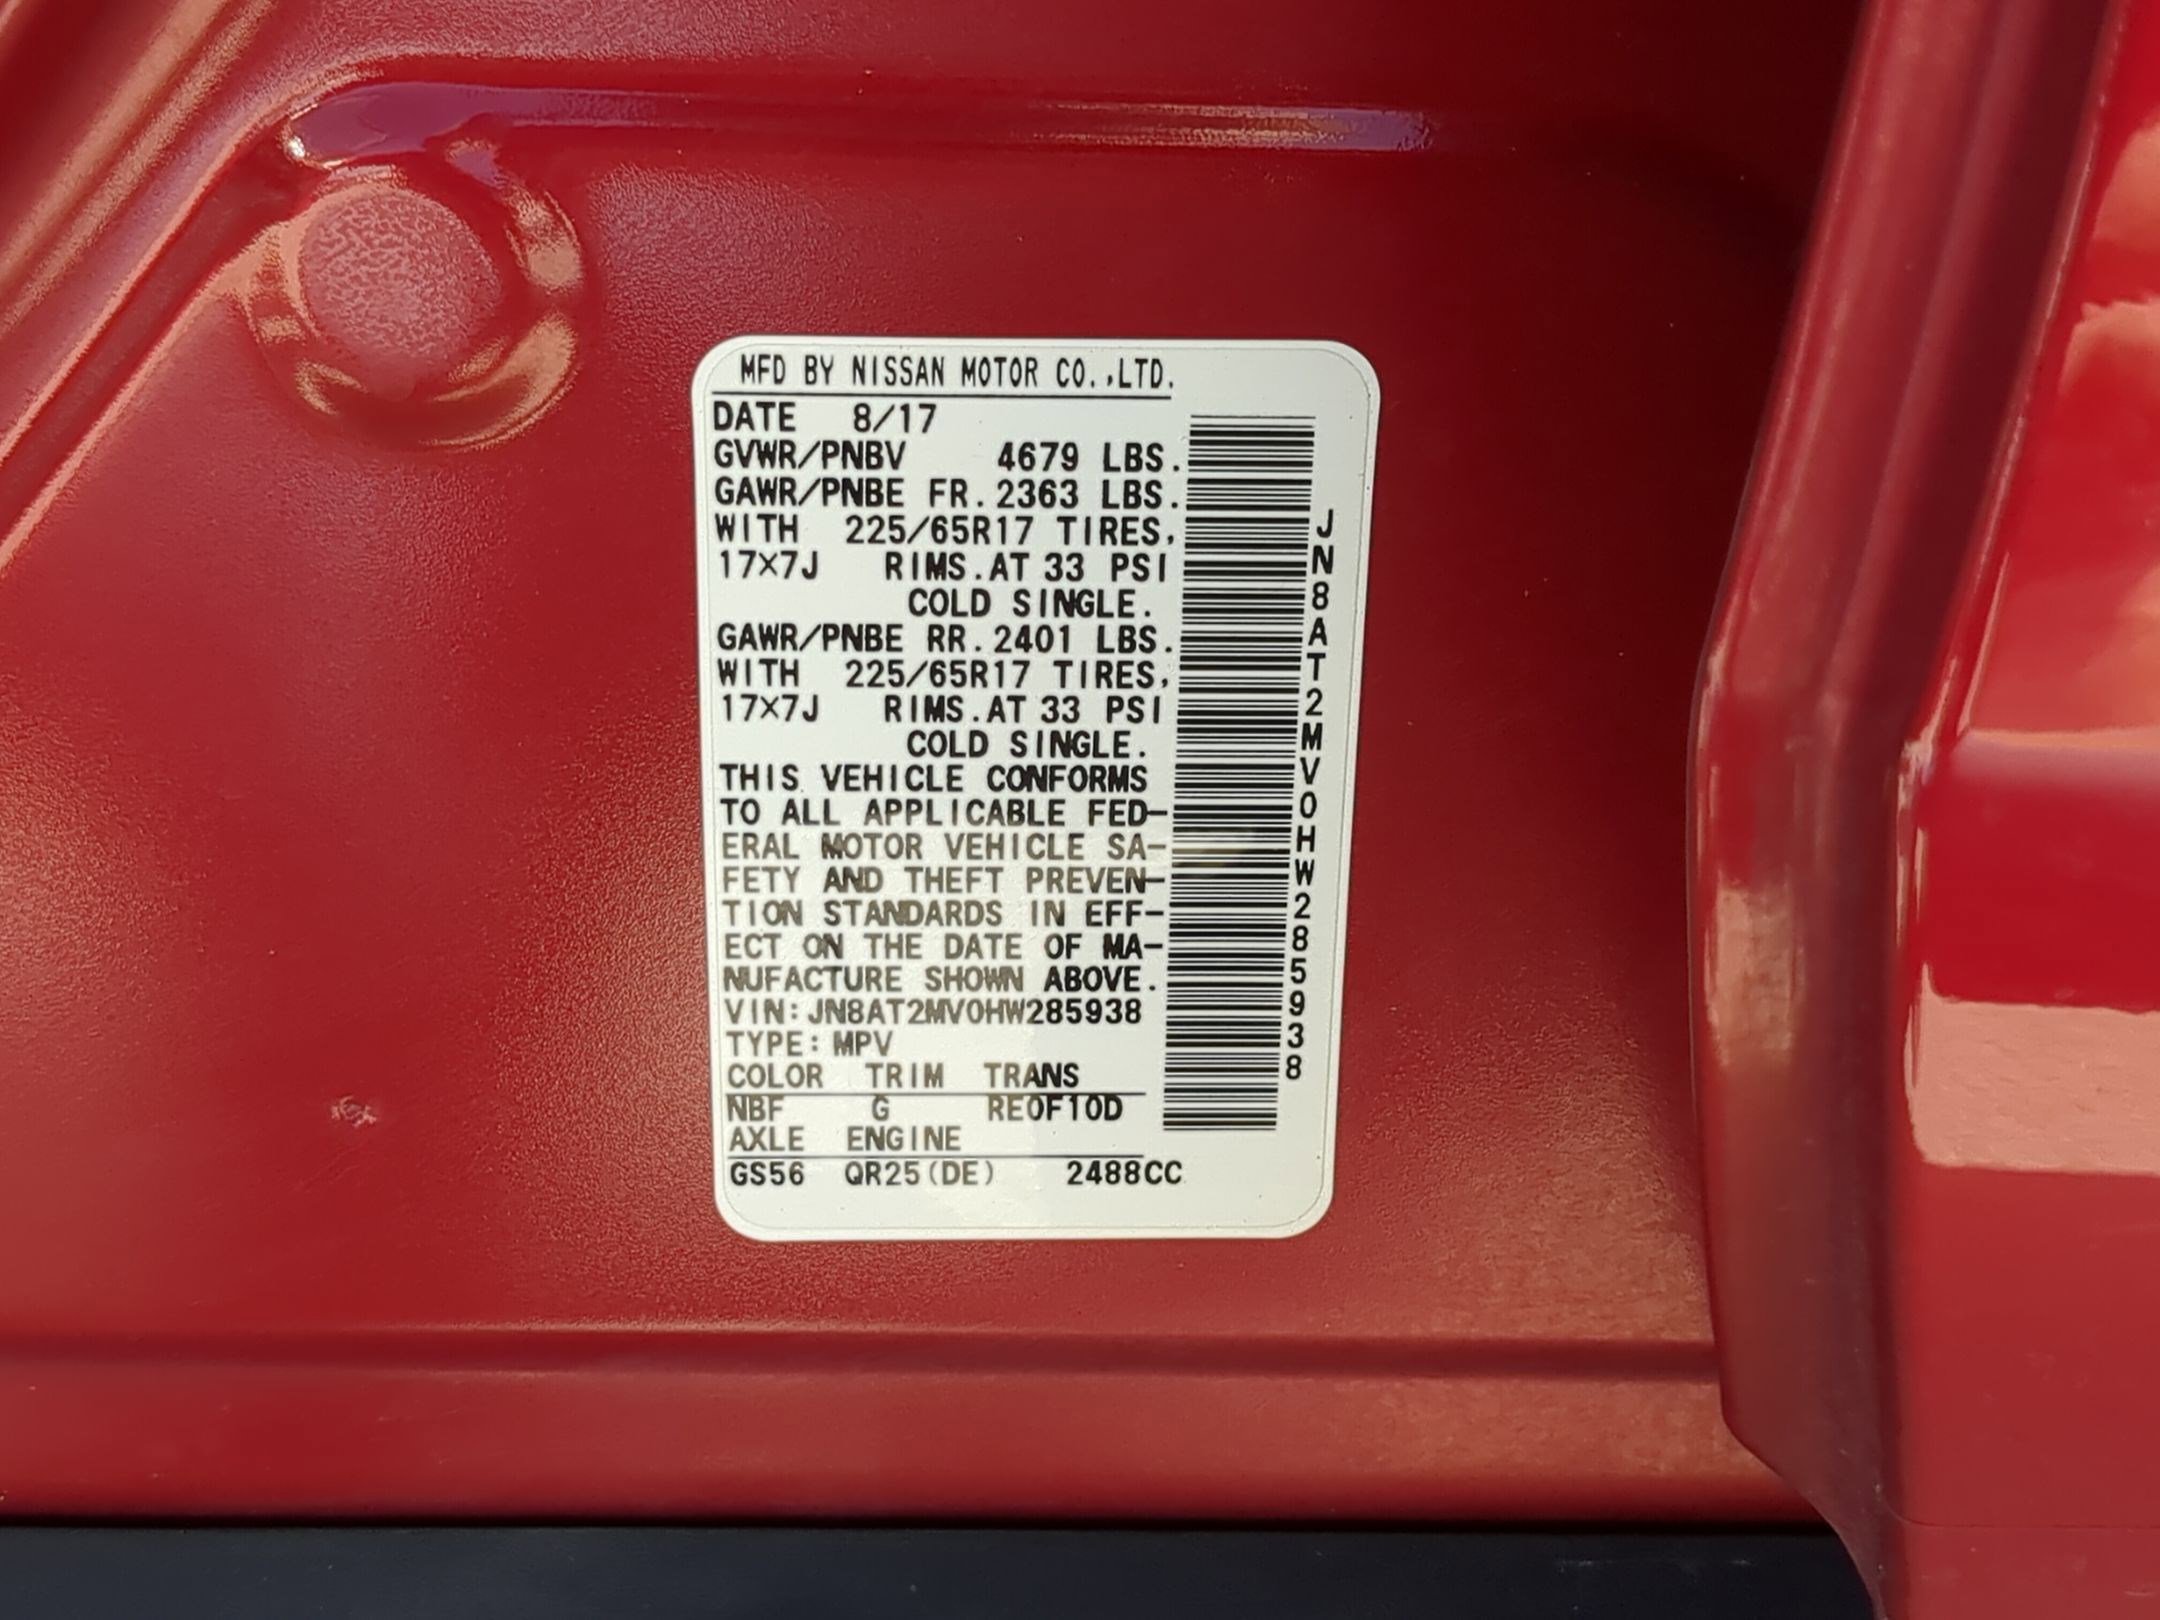 MFD BY NISSAN MOTOR CO.,LTD.
DATE 8/17
GVWR/PNBV 4679 LBS.
GAWR/PNBE FR.2363 LBS.
WITH 225/65R17 TIRES,
17×7J RIMS.AT 33 PSI
COLD SINGLE.
GAWR/PNBE RR.2401 LBS.
WITH 225/65R17 TIRES,
17×7J RIMS.AT 33 PSI
COLD SINGLE.
THIS VEHICLE CONFORMS
TO ALL APPLICABLE FED-
ERAL MOTOR VEHICLE SA-
FETY AND THEFT PREVEN-
TION STANDARDS IN EFF-
ECT ON THE DATE OF MA-
NUFACTURE SHOWN ABOVE.
VIN:JN8AT2MV0HW285938
TYPE:MPV
COLOR TRIM TRANS
NBF G RE0F10D
AXLE ENGINE
GS56 QR25(DE) 2488CC
JN8AT2MV0HW285938